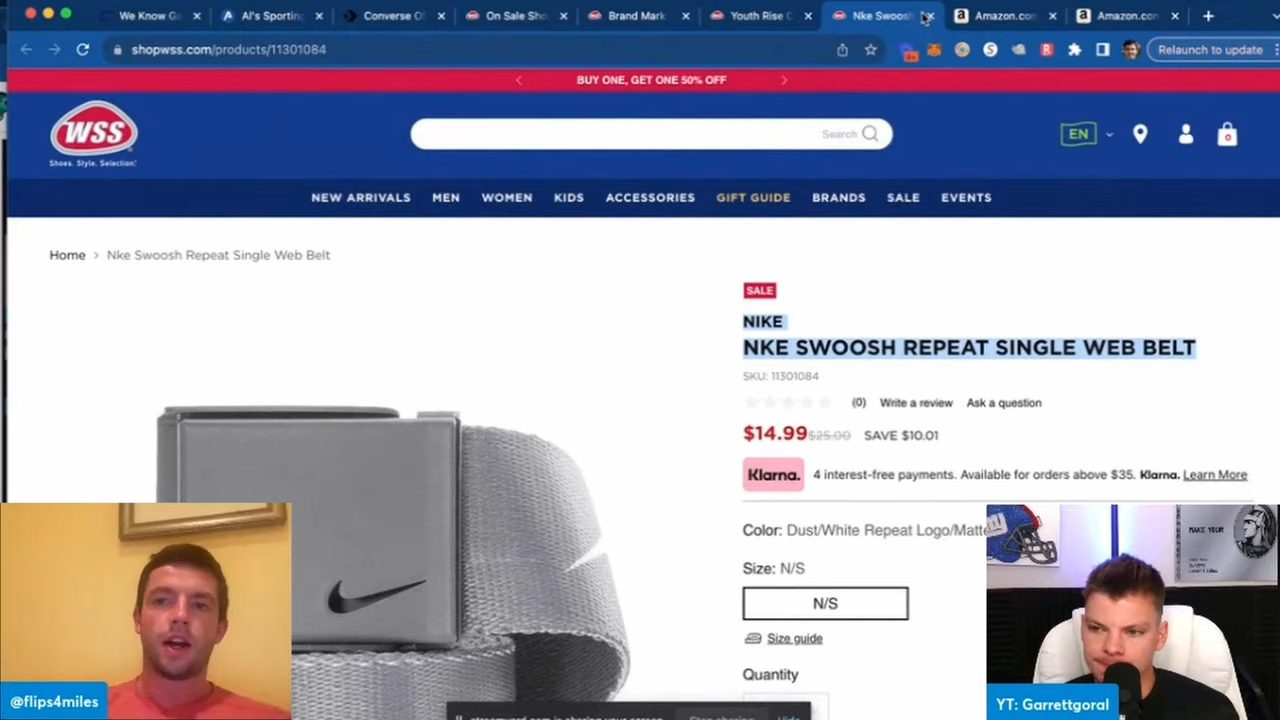 We Know G
Al's Sporting
Converse O
On Sale Sho
Brand Mark
Youth Rise C
Nke Swoosh
Amazon.com
Amazon.com
shopwss.com/products/11301084
Relaunch to update
BUY ONE, GET ONE 50% OFF
WSS
Shoes. Style. Selection!
Search
EN
0
NEW ARRIVALS MEN WOMEN KIDS ACCESSORIES GIFT GUIDE BRANDS SALE EVENTS
Home > Nke Swoosh Repeat Single Web Belt
SALE
NIKE
NKE SWOOSH REPEAT SINGLE WEB BELT
SKU: 11301084
(0) Write a review Ask a question
$14.99 $25.00 SAVE $10.01
Klarna. 4 interest-free payments. Available for orders above $35. Klarna. Learn More
Color: Dust/White Repeat Logo/Matte
Size: N/S
N/S
Size guide
Quantity
MAKE YOUR
@flips4miles
YT: Garrettgoral